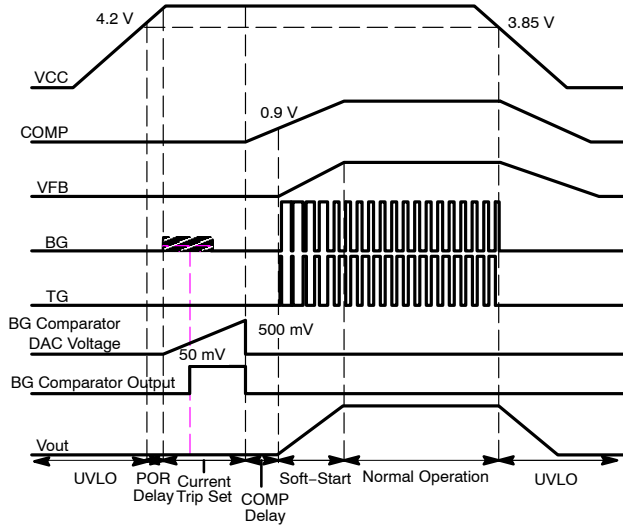 4.2 V
3.85 V
VCC
0.9 V
COMP
VFB
BG
TG
BG Comparator
DAC Voltage
500 mV
50 mV
BG Comparator Output
Vout
UVLO
POR
Delay
Current
Trip Set
COMP
Delay
Soft−Start
Normal Operation
UVLO